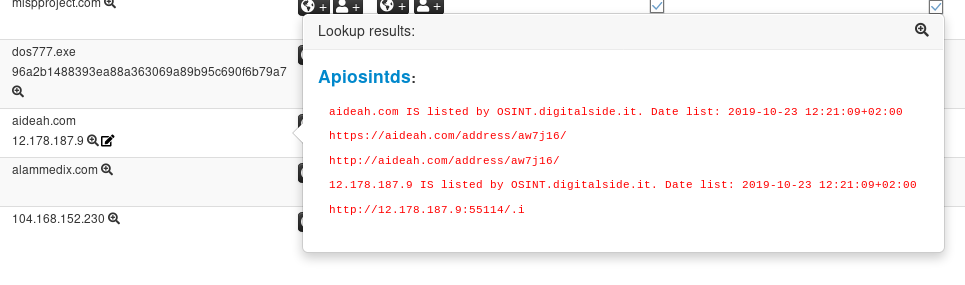 mispproject.com
+ + + +
dos777.exe
96a2b1488393ea88a363069a89b95c690f6b79a7
aideah.com
12.178.187.9
alammedix.com
104.168.152.230
Lookup results:
Apiosintds:
aideah.com IS listed by OSINT.digitalside.it. Date list: 2019-10-23 12:21:09+02:00
https://aideah.com/address/aw7j16/
http://aideah.com/address/aw7j16/
12.178.187.9 IS listed by OSINT.digitalside.it. Date list: 2019-10-23 12:21:09+02:00
http://12.178.187.9:55114/.i